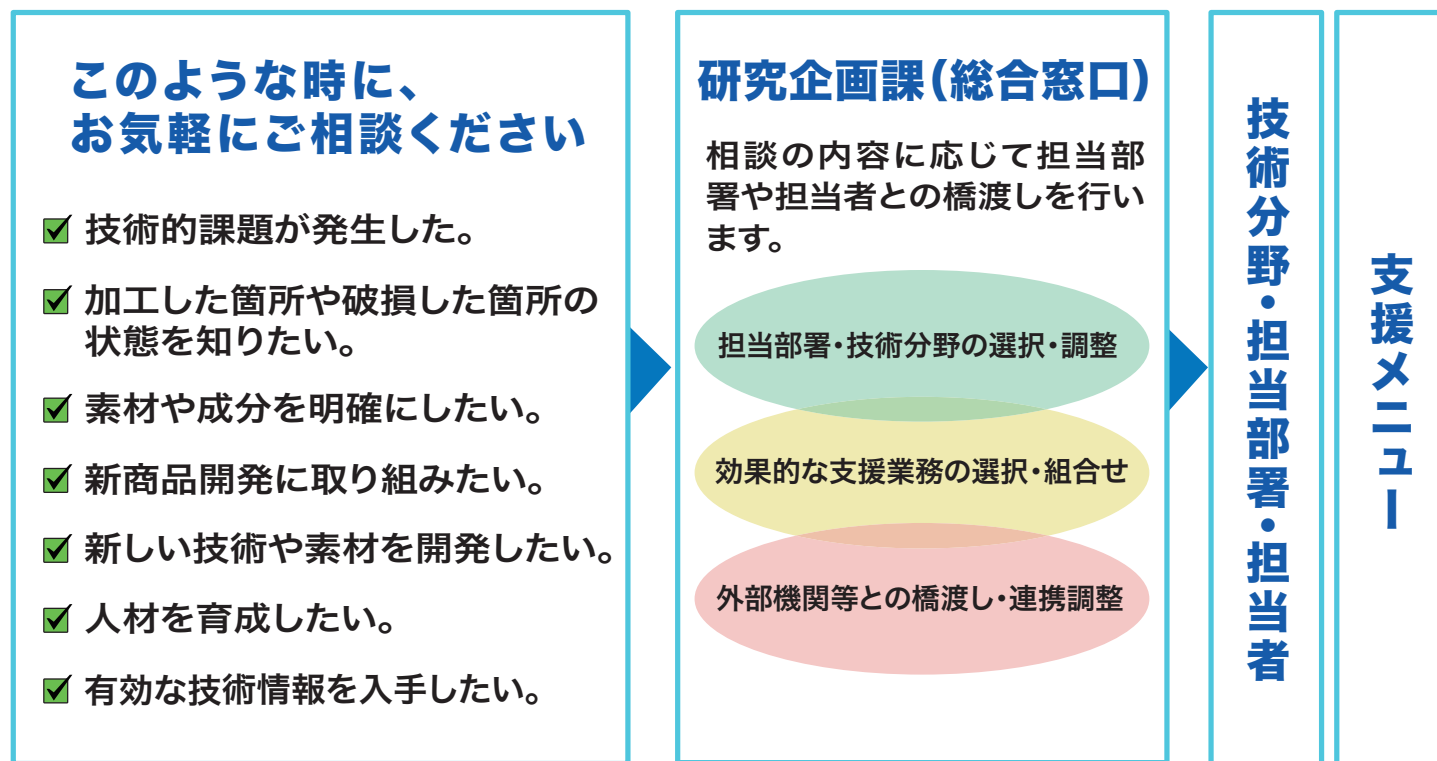 このような時に、
お気軽にご相談ください
技術的課題が発生した。
加工した箇所や破損した箇所の
状態を知りたい。
素材や成分を明確にしたい。
新商品開発に取り組みたい。
新しい技術や素材を開発したい。
人材を育成したい。
有効な技術情報を入手したい。
研究企画課(総合窓口)
相談の内容に応じて担当部
署や担当者との橋渡しを行い
ます。
担当部署・技術分野の選択・調整
効果的な支援業務の選択・組合せ
外部機関等との橋渡し・連携調整
技術分野・担当部署・担当者
支援メニュー